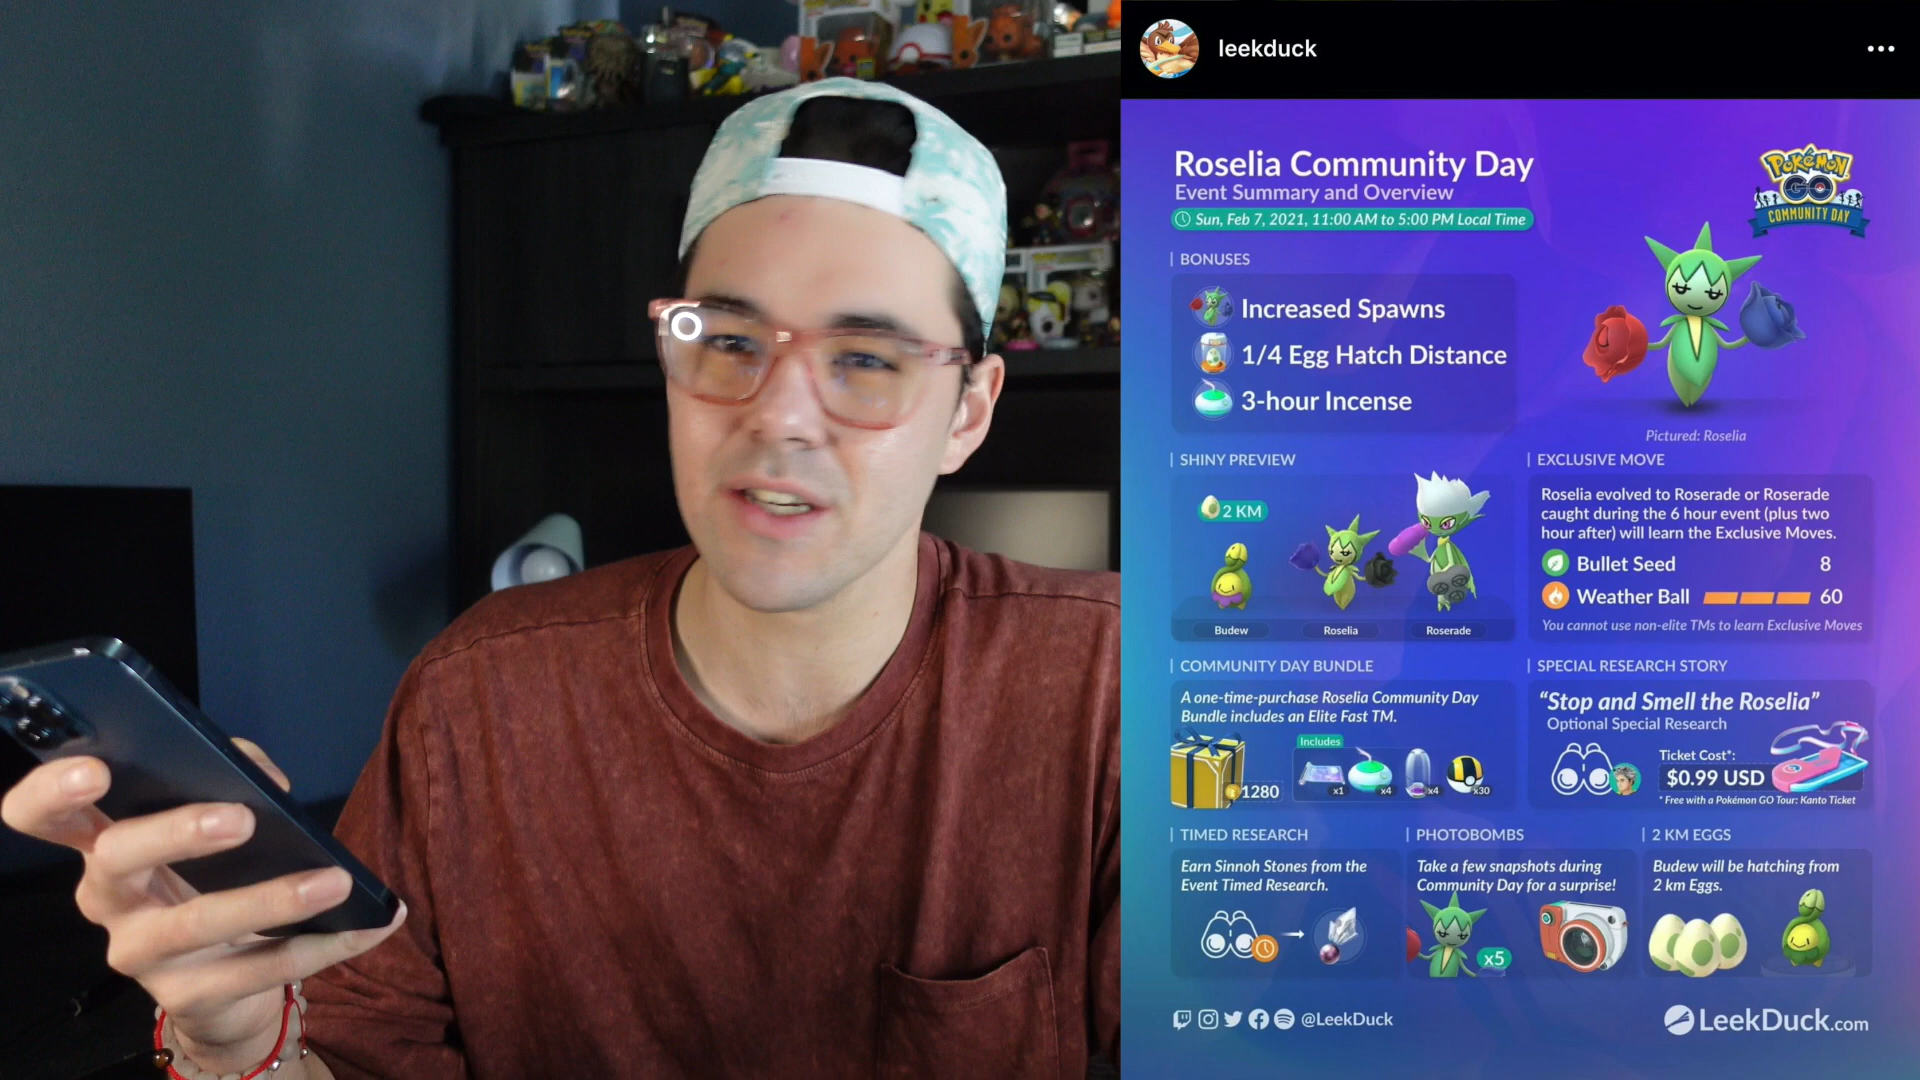 leekduck
Roselia Community Day
Event Summary and Overview
Sun, Feb 7, 2021, 11:00 AM to 5:00 PM Local Time
POKÉMON
GO
COMMUNITY DAY
BONUSES
Increased Spawns
1/4 Egg Hatch Distance
3-hour Incense
Pictured: Roselia
SHINY PREVIEW
2 KM
Budew
Roselia
Roserade
EXCLUSIVE MOVE
Roselia evolved to Roserade or Roserade
caught during the 6 hour event (plus two
hour after) will learn the Exclusive Moves.
Bullet Seed 8
Weather Ball 60
You cannot use non-elite TMs to learn Exclusive Moves
COMMUNITY DAY BUNDLE
A one-time-purchase Roselia Community Day
Bundle includes an Elite Fast TM.
1280
Includes
x1
x4
x4
x30
SPECIAL RESEARCH STORY
“Stop and Smell the Roselia”
Optional Special Research
Ticket Cost*:
$0.99 USD
* Free with a Pokémon GO Tour: Kanto Ticket
TIMED RESEARCH
Earn Sinnoh Stones from the
Event Timed Research.
PHOTOBOMBS
Take a few snapshots during
Community Day for a surprise!
x5
2 KM EGGS
Budew will be hatching from
2 km Eggs.
@LeekDuck
LeekDuck.com